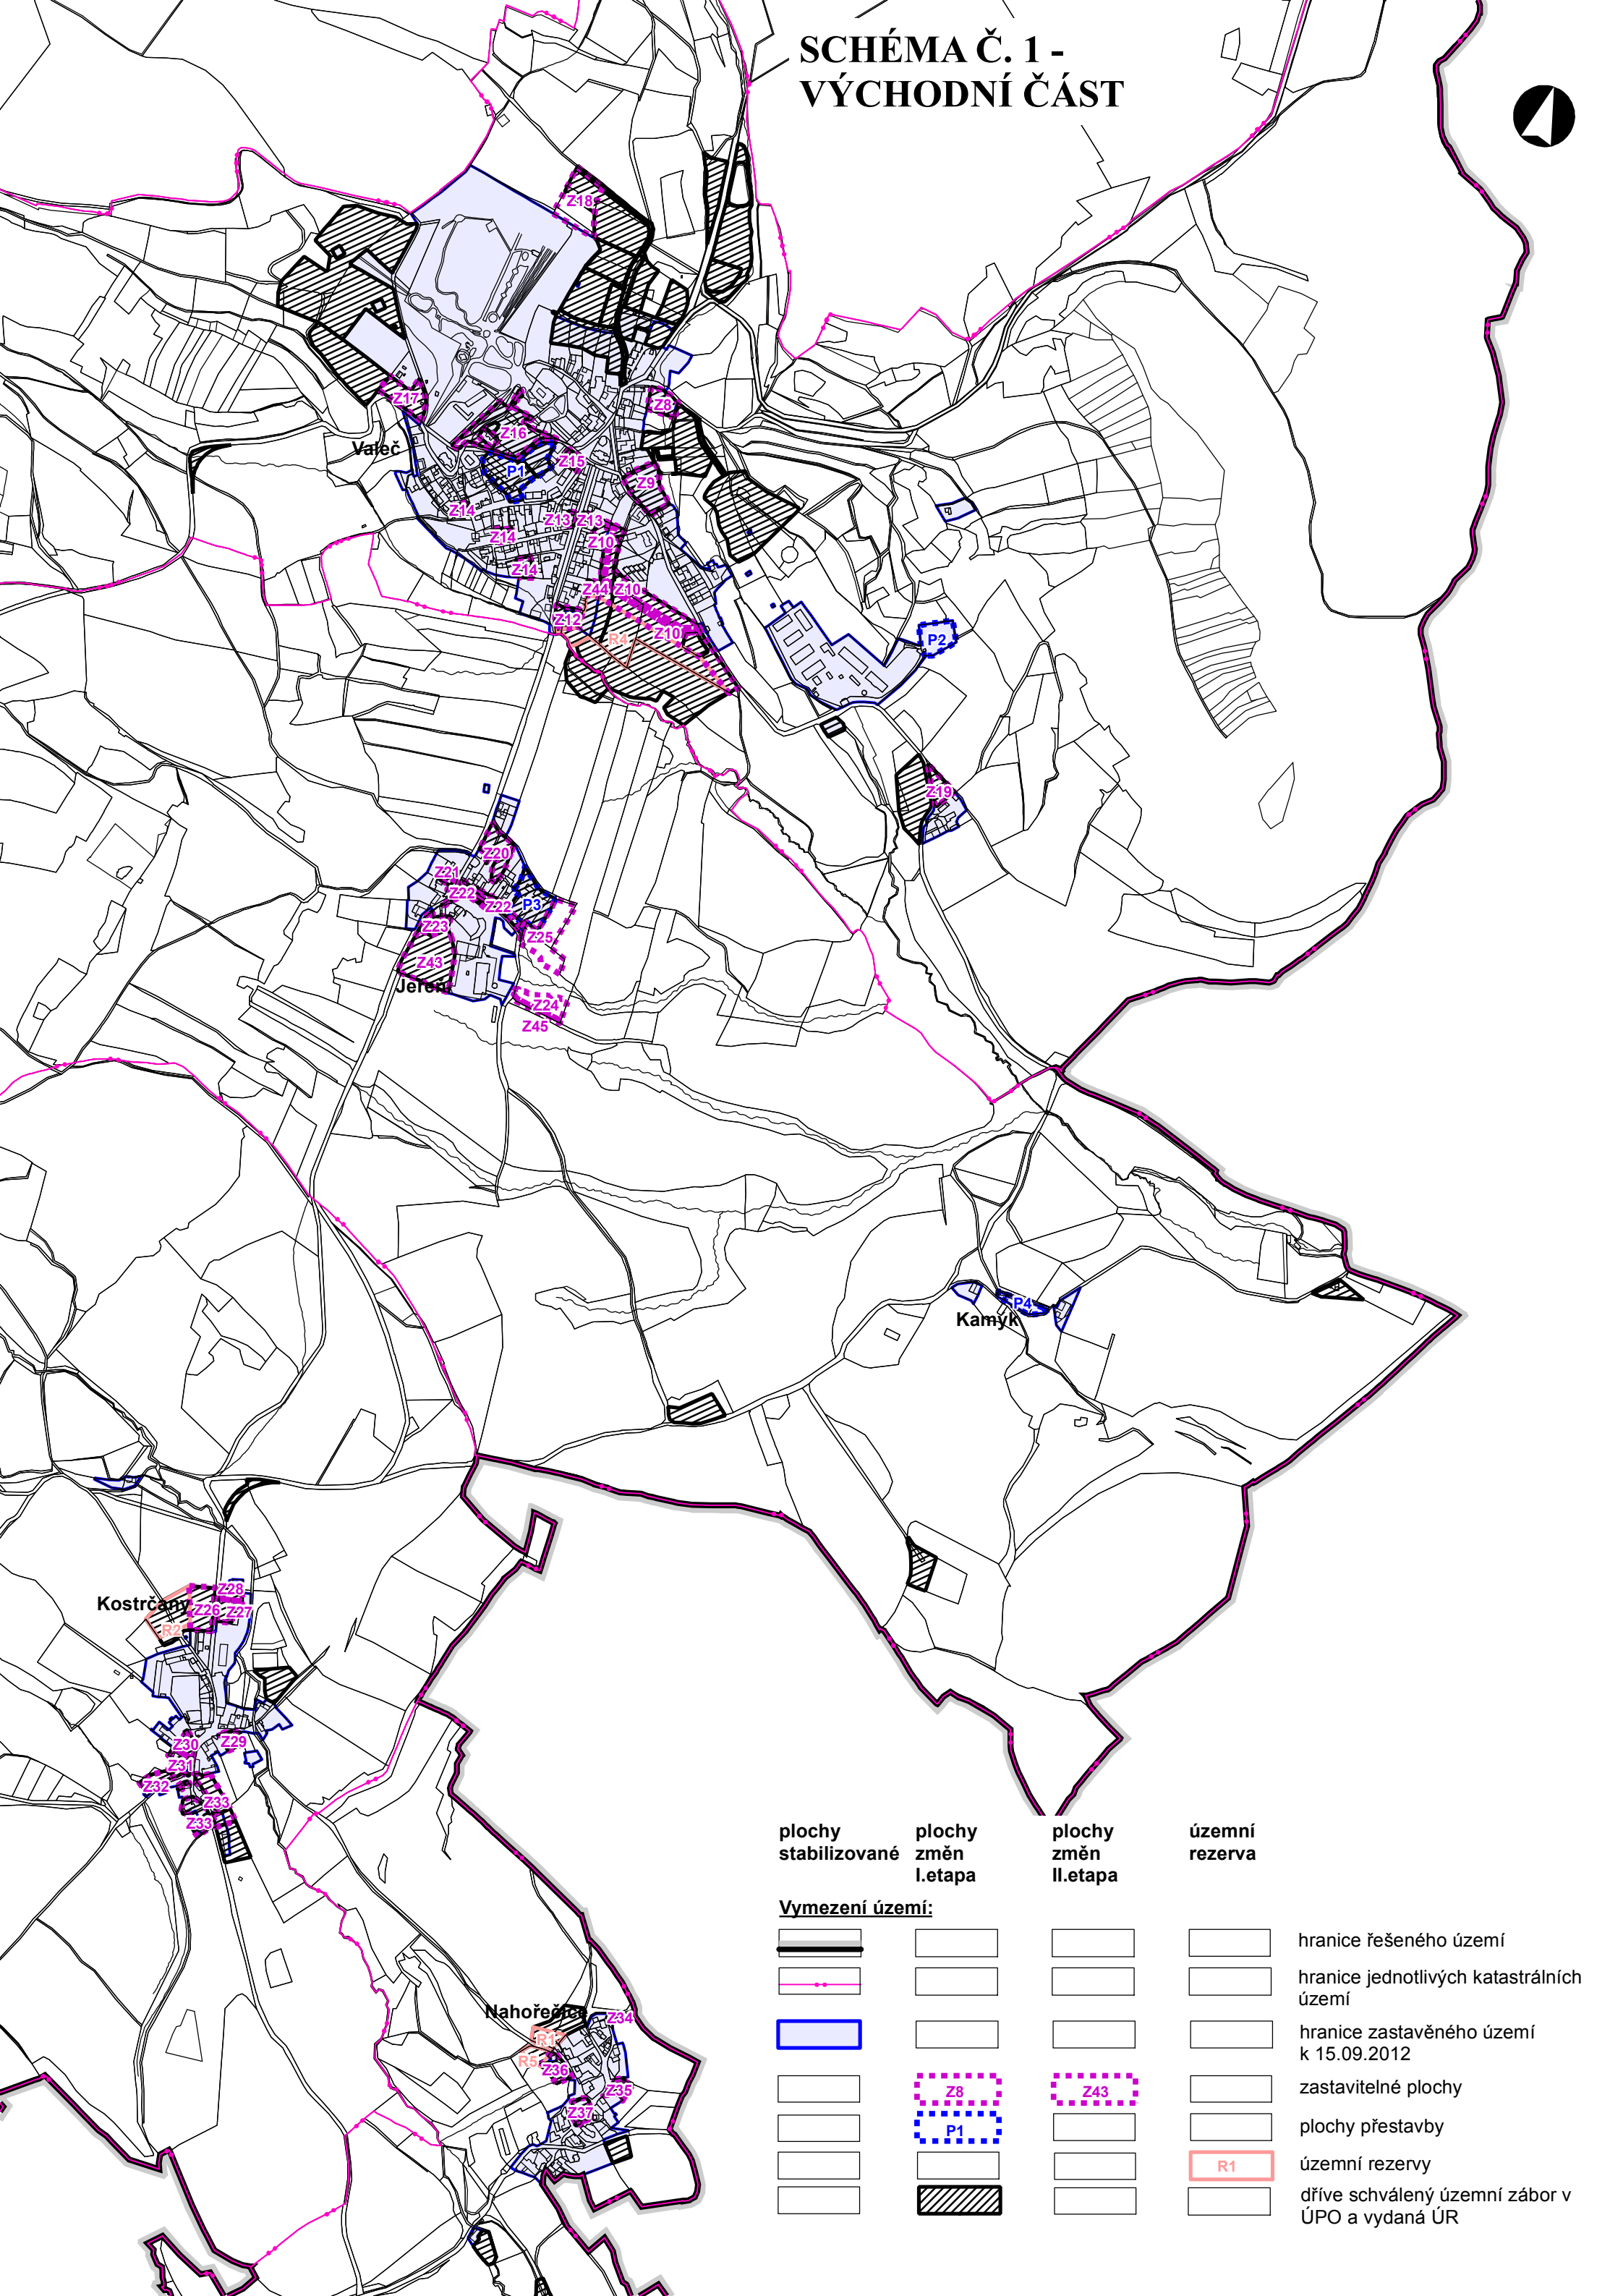 SCHÉMA Č. 1 -
VÝCHODNÍ ČÁST
Z18
Z17
Z8
Valeč
Z16
Z15
P1
Z9
Z14
Z13 Z13
Z14
Z10
Z14
Z44 Z10
Z12
Z10
R4
P2
Z19
Z20
Z21
Z22
Z22
P3
Z23
Z25
Z43
Jeřeň
Z24
Z45
P4
Kamýk
Z28
Kostrčany
Z26
Z27
R2
Z30
Z29
Z31
Z32
Z33
Z33
Nahořečice
Z34
R1
R5
Z36
Z35
Z37
plochy
stabilizované
plochy
změn
I.etapa
plochy
změn
II.etapa
územní
rezerva
Vymezení území:
hranice řešeného území
hranice jednotlivých katastrálních
území
hranice zastavěného území
k 15.09.2012
Z8 Z43 zastavitelné plochy
P1 plochy přestavby
R1 územní rezervy
dříve schválený územní zábor v
ÚPO a vydaná ÚR